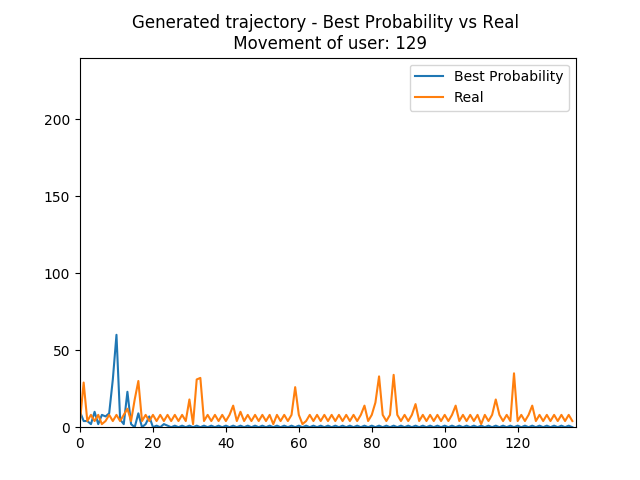 Generated trajectory - Best Probability vs Real
Movement of user: 129
Best Probability
Real
200
150
100
50
0
0 20 40 60 80 100 120